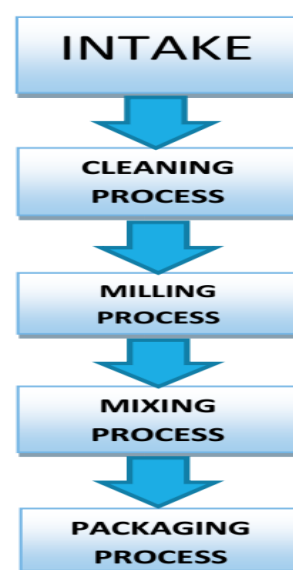 INTAKE
CLEANING
PROCESS
MILLING
PROCESS
MIXING
PROCESS
PACKAGING
PROCESS